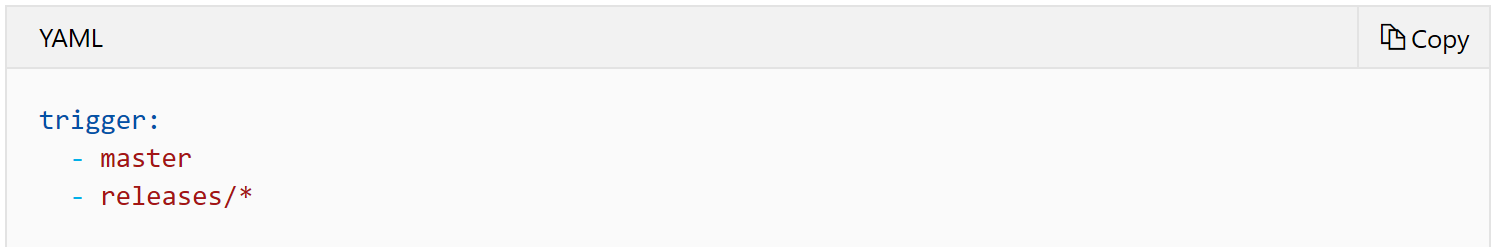 YAML
Copy
trigger:
  - master
  - releases/*